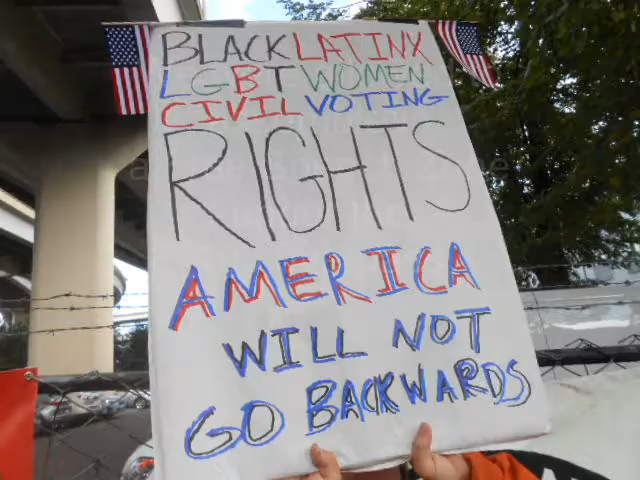 BLACK LATINX
LGBT WOMEN
CIVIL VOTING
RIGHTS
AMERICA
WILL NOT
GO BACKWARDS